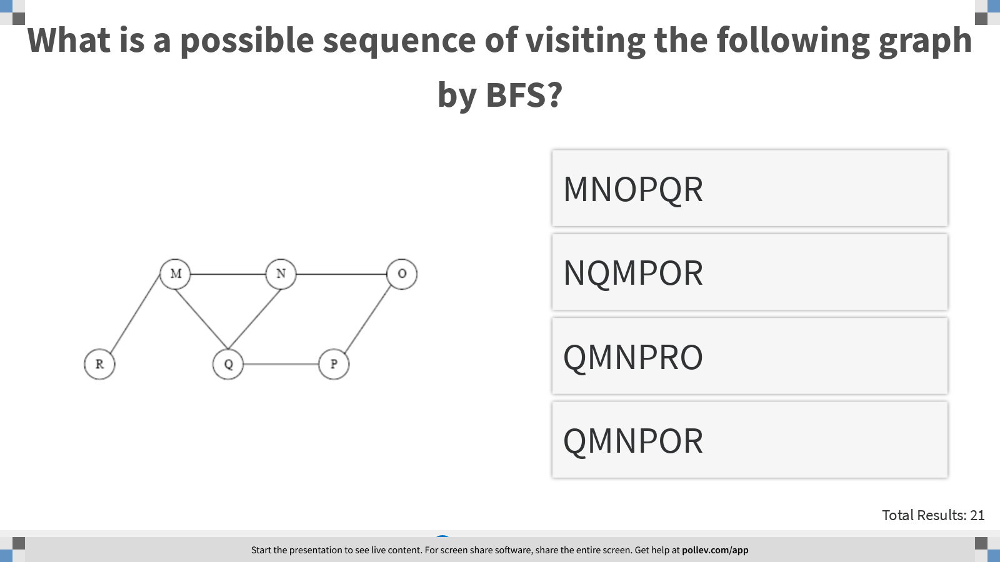 What is a possible sequence of visiting the following graph
by BFS?
MNOPQR
NQMPOR
QMNPRO
QMNPOR
M
N
O
R
Q
P
Total Results: 21
Start the presentation to see live content. For screen share software, share the entire screen. Get help at pollev.com/app